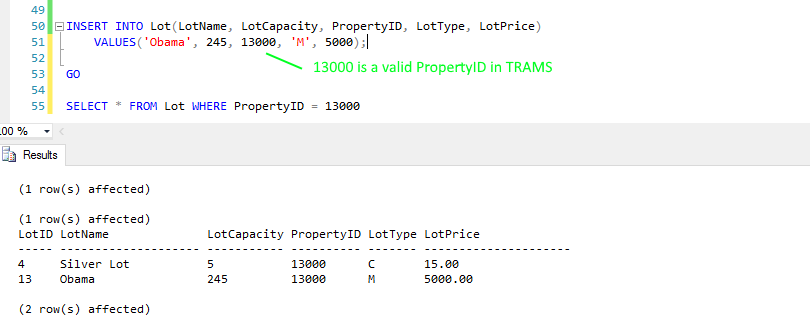 49
50 INSERT INTO Lot(LotName, LotCapacity, PropertyID, LotType, LotPrice)
51 VALUES('Obama', 245, 13000, 'M', 5000);
52
13000 is a valid PropertyID in TRAMS
53 GO
54
55 SELECT * FROM Lot WHERE PropertyID = 13000
.00 %
Results
(1 row(s) affected)
(1 row(s) affected)
LotID LotName LotCapacity PropertyID LotType LotPrice
----- -------------------- ----------- ---------- ------- ---------------------
4 Silver Lot 5 13000 C 15.00
13 Obama 245 13000 M 5000.00
(2 row(s) affected)